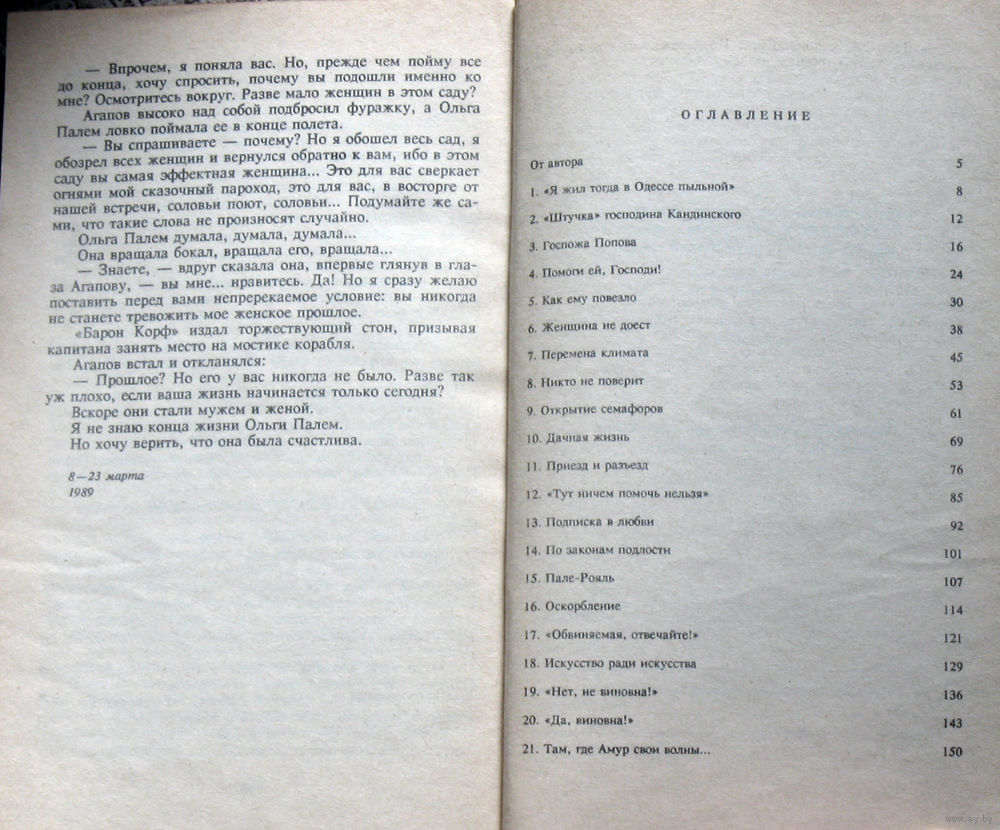 — Впрочем, я поняла вас. Но, прежде чем пойму все
до конца, хочу спросить, почему вы подошли именно ко
мне? Осмотритесь вокруг. Разве мало женщин в этом саду?
Агапов высоко над собой подбросил фуражку, а Ольга
Палем ловко поймала ее в конце полета.
— Вы спрашиваете — почему? Но я обошел весь сад, я
обозрел всех женщин и вернулся обратно к вам, ибо в этом
саду вы самая эффектная женщина... Это для вас сверкает
огнями мой сказочный пароход, это для вас, в восторге от
нашей встречи, соловьи поют, соловьи... Подумайте же са-
ми, что такие слова не произносят случайно.
Ольга Палем думала, думала, думала...
Она вращала бокал, вращала его, вращала...
— Знаете, — вдруг сказала она, впервые глянув в гла-
за Агапову, — вы мне... нравитесь. Да! Но я сразу желаю
поставить перед вами непререкаемое условие: вы никогда
не станете тревожить мое женское прошлое.
«Барон Корф» издал торжествующий стон, призывая
капитана занять место на мостике корабля.
Агапов встал и откланялся:
— Прошлое? Но его у вас никогда не было. Разве так
уж плохо, если ваша жизнь начинается только сегодня?
Вскоре они стали мужем и женой.
Я не знаю конца жизни Ольги Палем.
Но хочу верить, что она была счастлива.
8—23 марта
1989
ОГЛАВЛЕНИЕ
От автора 5
1. «Я жил тогда в Одессе пыльной» 8
2. «Штучка» господина Кандинского 12
3. Госпожа Попова 16
4. Помоги ей, Господи! 24
5. Как ему повезло 30
6. Женщина не доест 38
7. Перемена климата 45
8. Никто не поверит 53
9. Открытие семафоров 61
10. Дачная жизнь 69
11. Приезд и разъезд 76
12. «Тут ничем помочь нельзя» 85
13. Подписка в любви 92
14. По законам подлости 101
15. Пале-Рояль 107
16. Оскорбление 114
17. «Обвиняемая, отвечайте!» 121
18. Искусство ради искусства 129
19. «Нет, не виновна!» 136
20. «Да, виновна!» 143
21. Там, где Амур свои волны... 150
www.ay.by